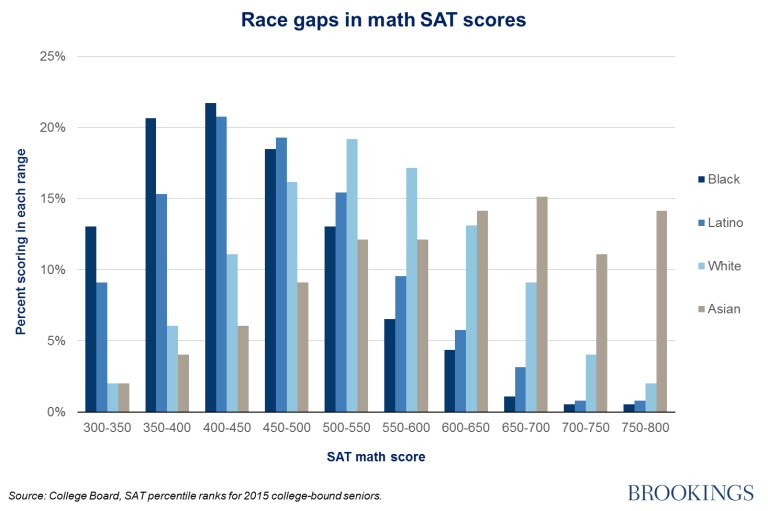 Race gaps in math SAT scores
25%
20%
15%
10%
5%
0%
Percent scoring in each range
300-350 350-400 400-450 450-500 500-550 550-600 600-650 650-700 700-750 750-800
SAT math score
Black
Latino
White
Asian
Source: College Board, SAT percentile ranks for 2015 college-bound seniors.
BROOKINGS